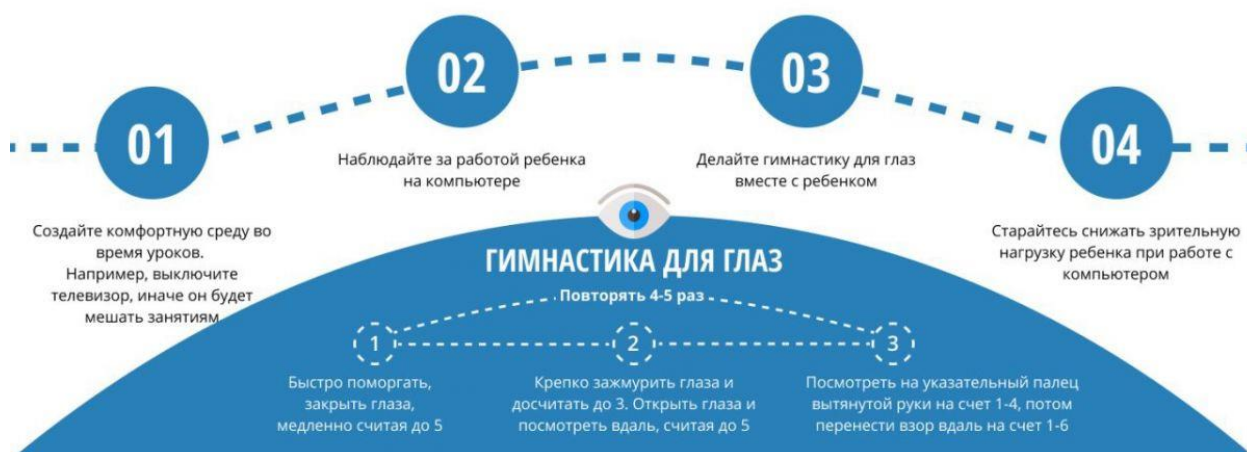 01
Создайте комфортную среду во
время уроков.
Например, выключите
телевизор, иначе он будет
мешать занятиям
02
Наблюдайте за работой ребенка
на компьютере
03
Делайте гимнастику для глаз
вместе с ребенком
04
Старайтесь снижать зрительную
нагрузку ребенка при работе с
компьютером
ГИМНАСТИКА ДЛЯ ГЛАЗ
Повторять 4-5 раз
1
Быстро поморгать,
закрыть глаза,
медленно считая до 5
2
Крепко зажмурить глаза и
досчитать до 3. Открыть глаза и
посмотреть вдаль, считая до 5
3
Посмотреть на указательный палец
вытянутой руки на счет 1-4, потом
перенести взор вдаль на счет 1-6